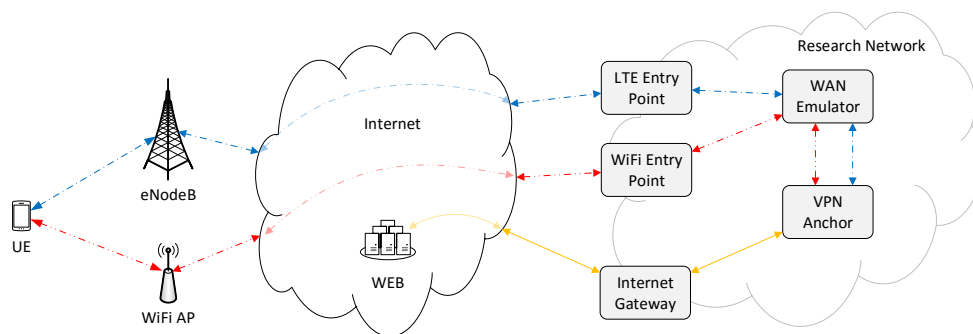 Research Network
LTE Entry
Point
WAN
Emulator
Internet
eNodeB
WiFi Entry
Point
UE
VPN
Anchor
WEB
WiFi AP
Internet
Gateway